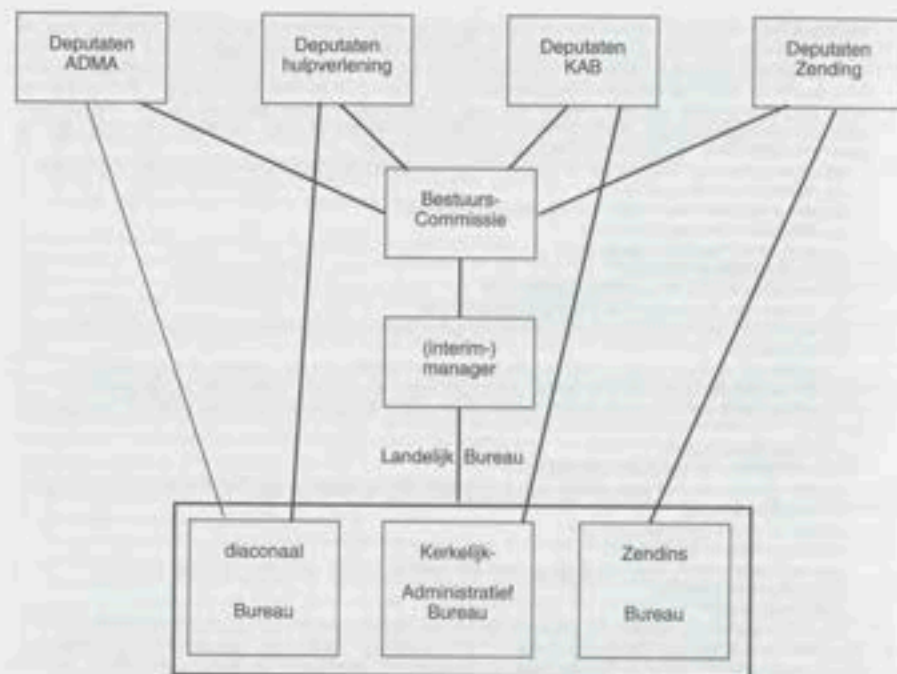 Deputaten
ADMA
Deputaten
hulpverlening
Deputaten
KAB
Deputaten
Zending
Bestuurs-
Commissie
(interim-)
manager
Landelijk Bureau
diaconaal
Bureau
Kerkelijk-
Administratief
Bureau
Zendins
Bureau